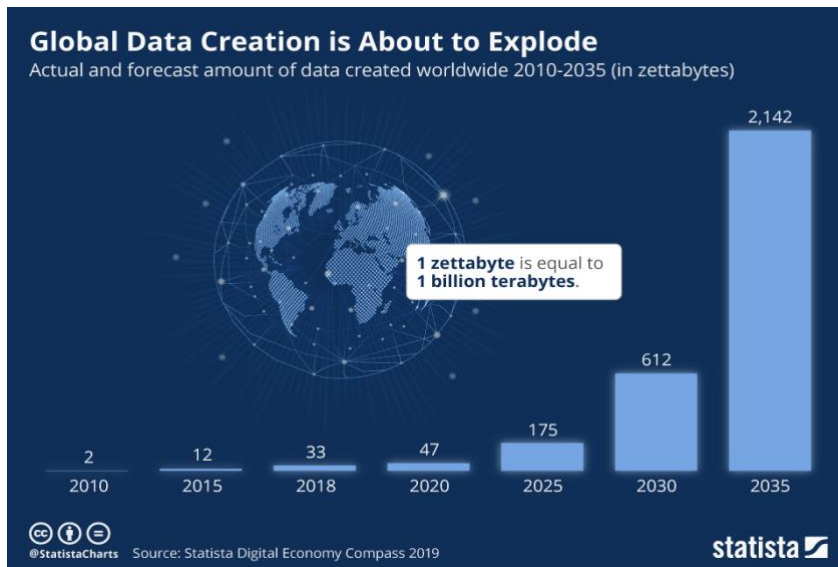 Global Data Creation is About to Explode
Actual and forecast amount of data created worldwide 2010-2035 (in zettabytes)
2,142
1 zettabyte is equal to
1 billion terabytes.
612
175
2 12 33 47
2010 2015 2018 2020 2025 2030 2035
cc
@StatistaCharts Source: Statista Digital Economy Compass 2019
statista